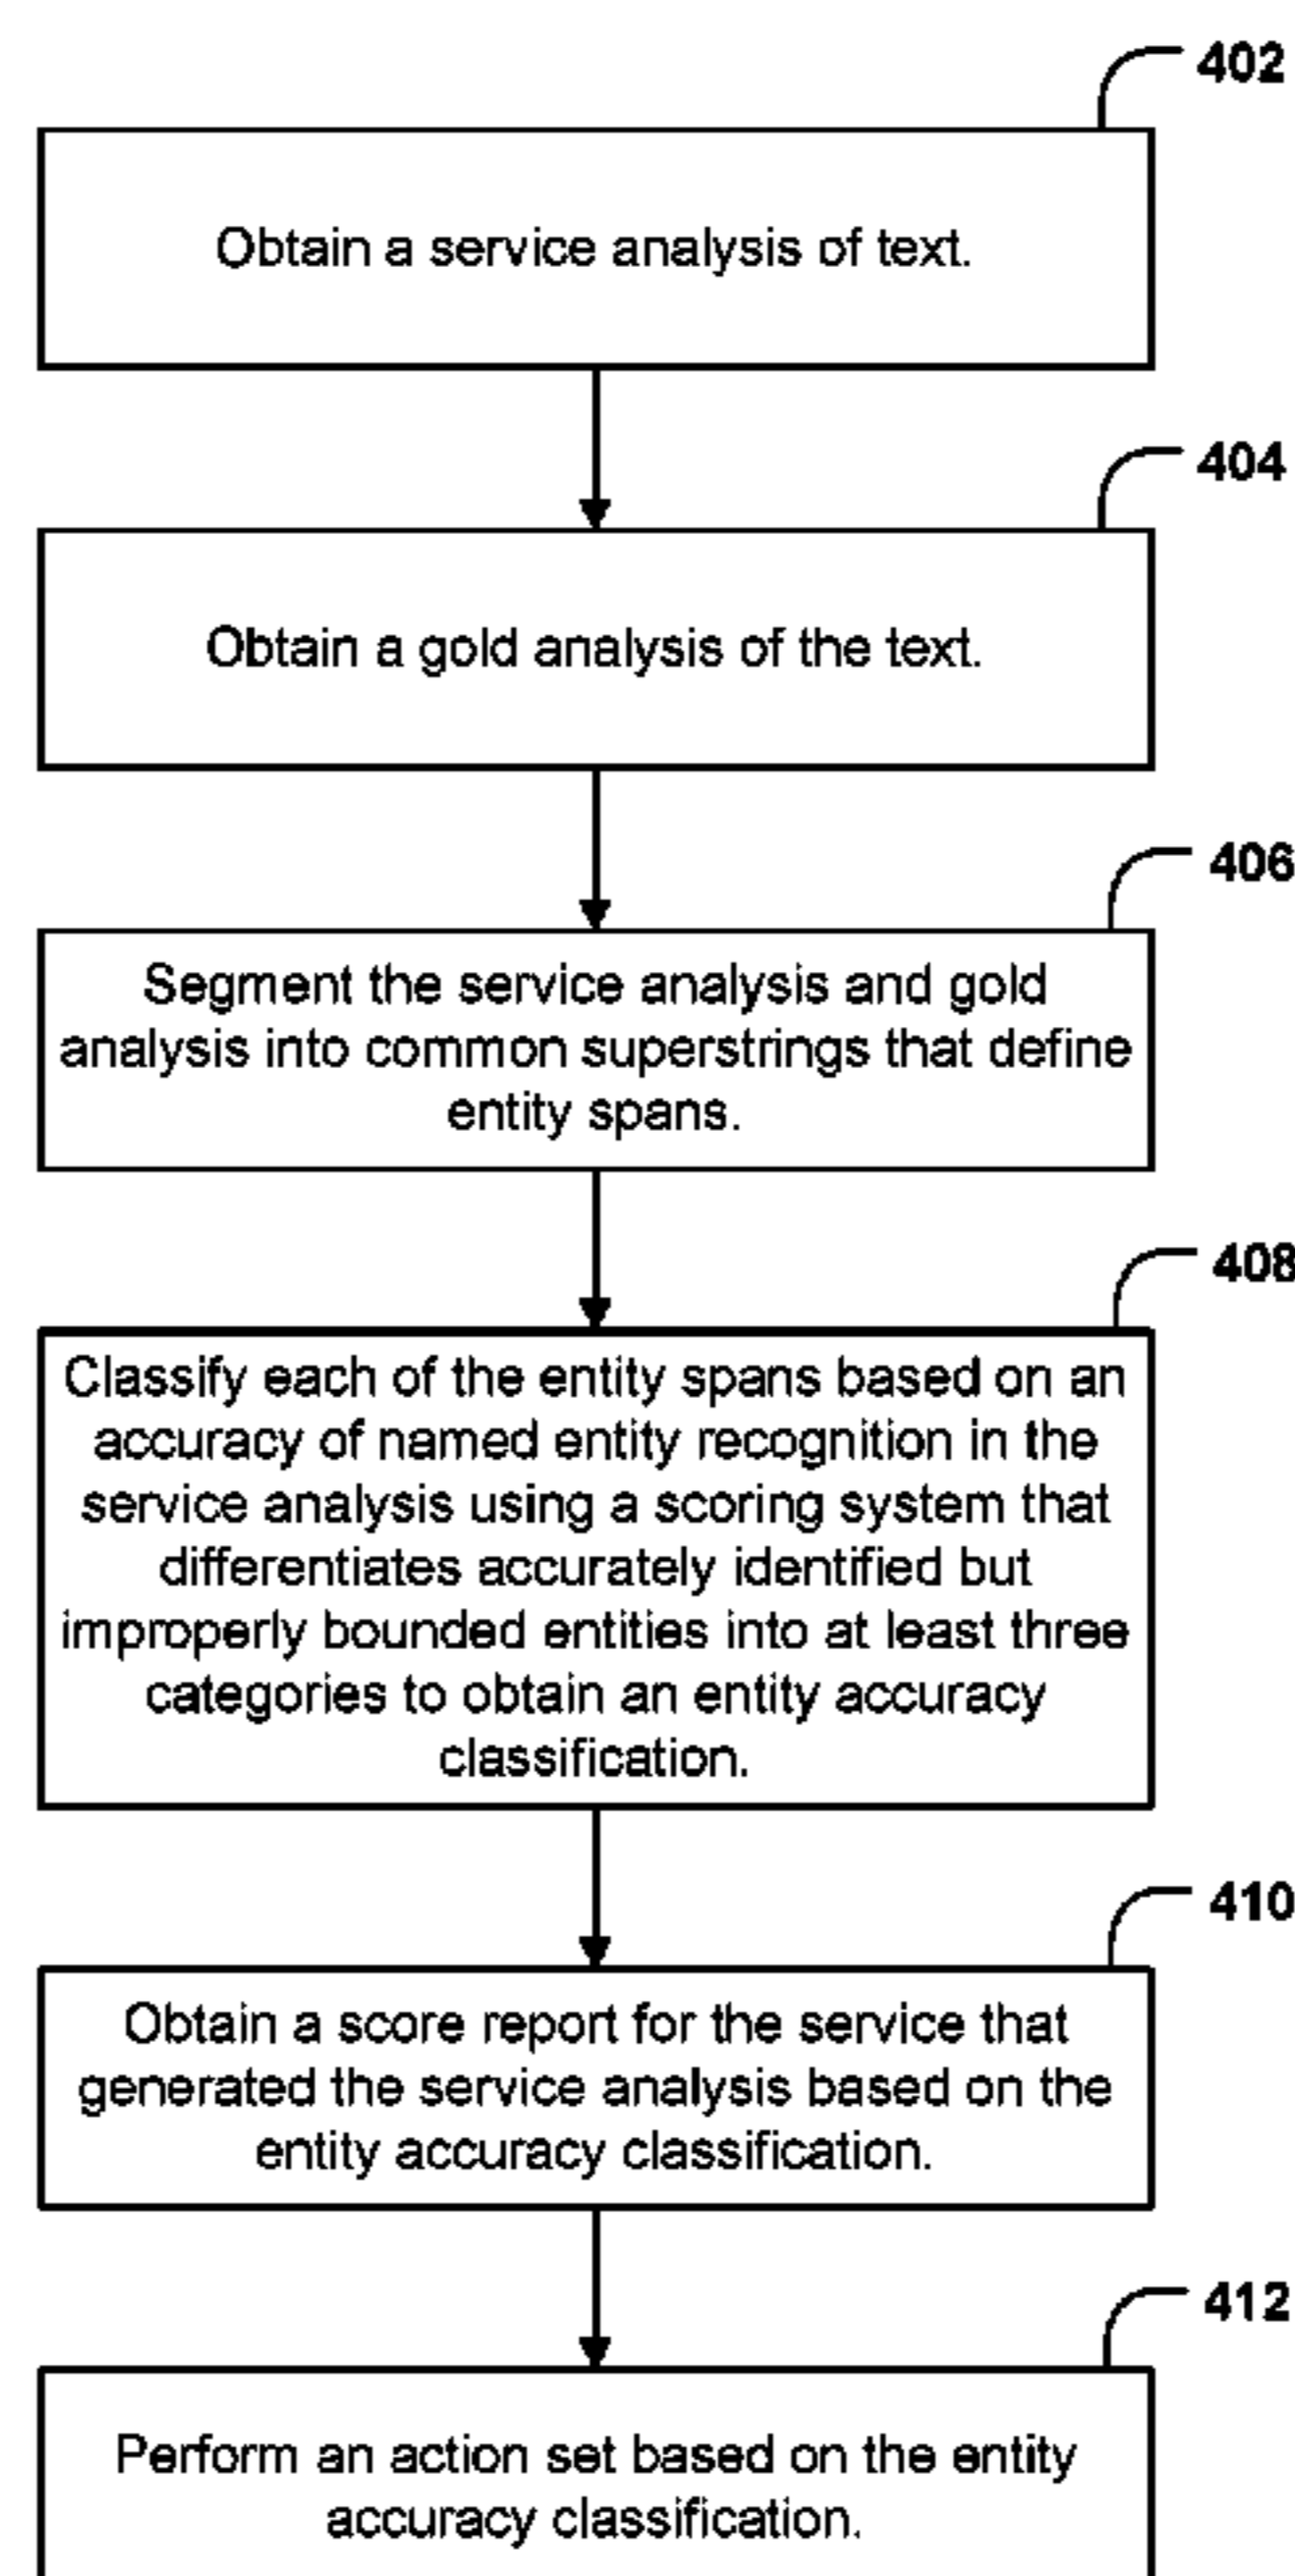 402
Obtain a service analysis of text.
404
Obtain a gold analysis of the text.
406
Segment the service analysis and gold
analysis into common superstrings that define
entity spans.
408
Classify each of the entity spans based on an
accuracy of named entity recognition in the
service analysis using a scoring system that
differentiates accurately identified but
improperly bounded entities into at least three
categories to obtain an entity accuracy
classification.
410
Obtain a score report for the service that
generated the service analysis based on the
entity accuracy classification.
412
Perform an action set based on the entity
accuracy classification.